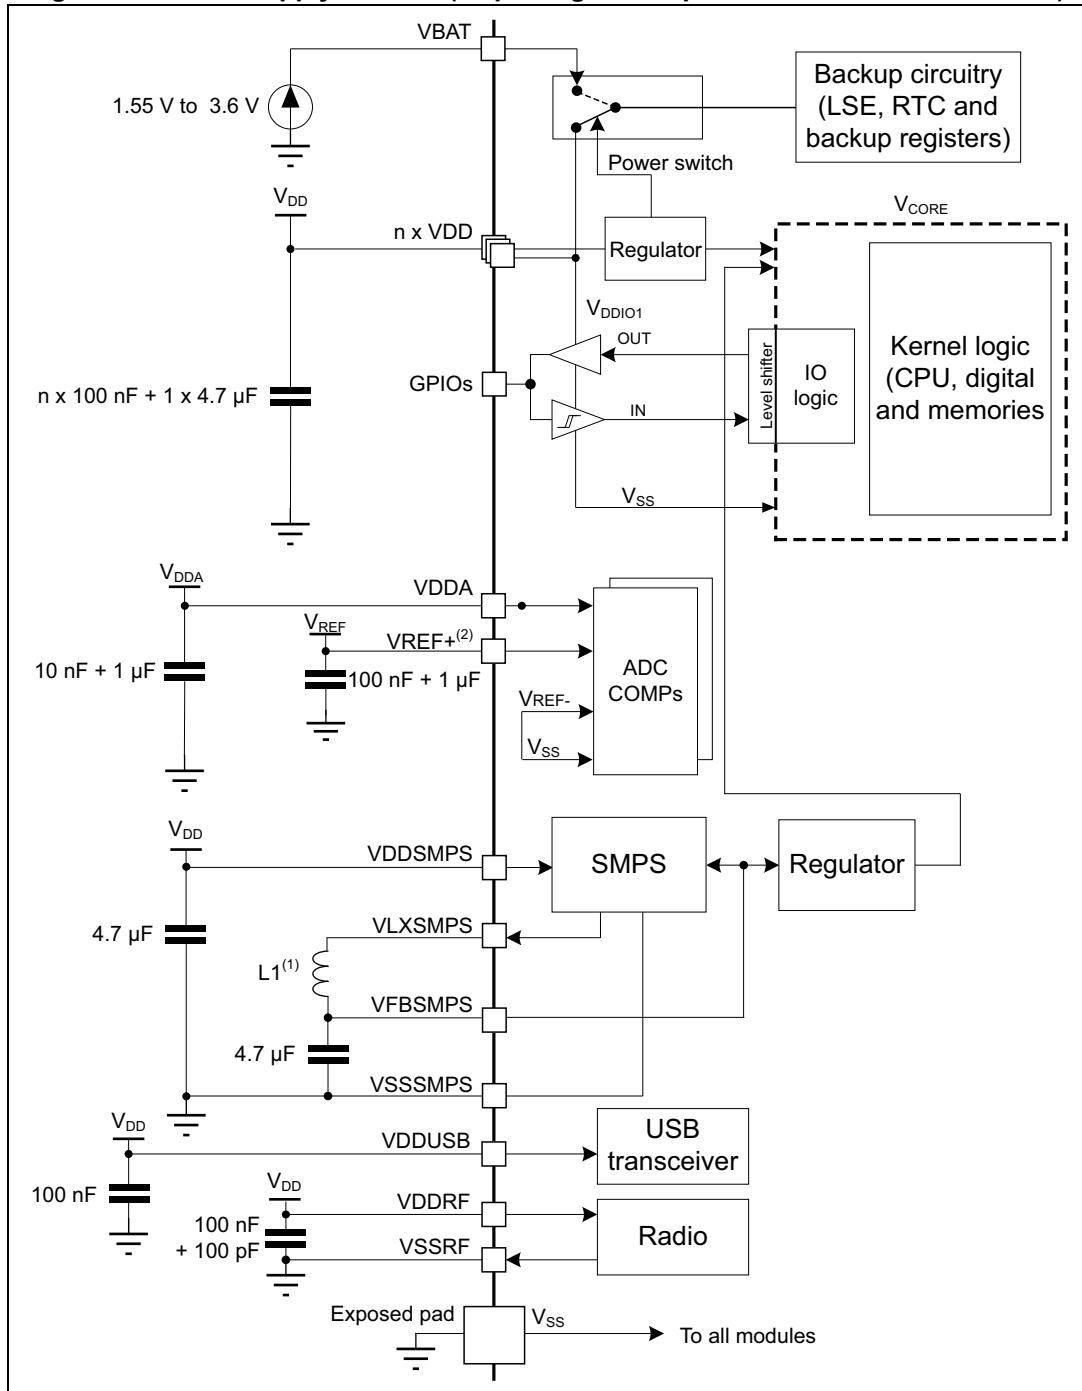 VBAT
1.55 V to 3.6 V
Backup circuitry
(LSE, RTC and
backup registers)
Power switch
VDD
n x VDD
Regulator
VCORE
VDDIO1
OUT
GPIOs
IN
Level shifter
IO
logic
Kernel logic
(CPU, digital
and memories
n x 100 nF + 1 x 4.7 µF
VSS
VDDA
VDDA
VREF
VREF+(2)
10 nF + 1 µF
100 nF + 1 µF
ADC
COMPs
VREF-
VSS
VDD
VDDSMPS
SMPS
Regulator
4.7 µF
VLXSMPS
L1(1)
VFBSMPS
4.7 µF
VSSSMPS
VDD
VDDUSB
USB
transceiver
100 nF
VDD
VDDRF
100 nF
+ 100 pF
VSSRF
Radio
Exposed pad
VSS
To all modules